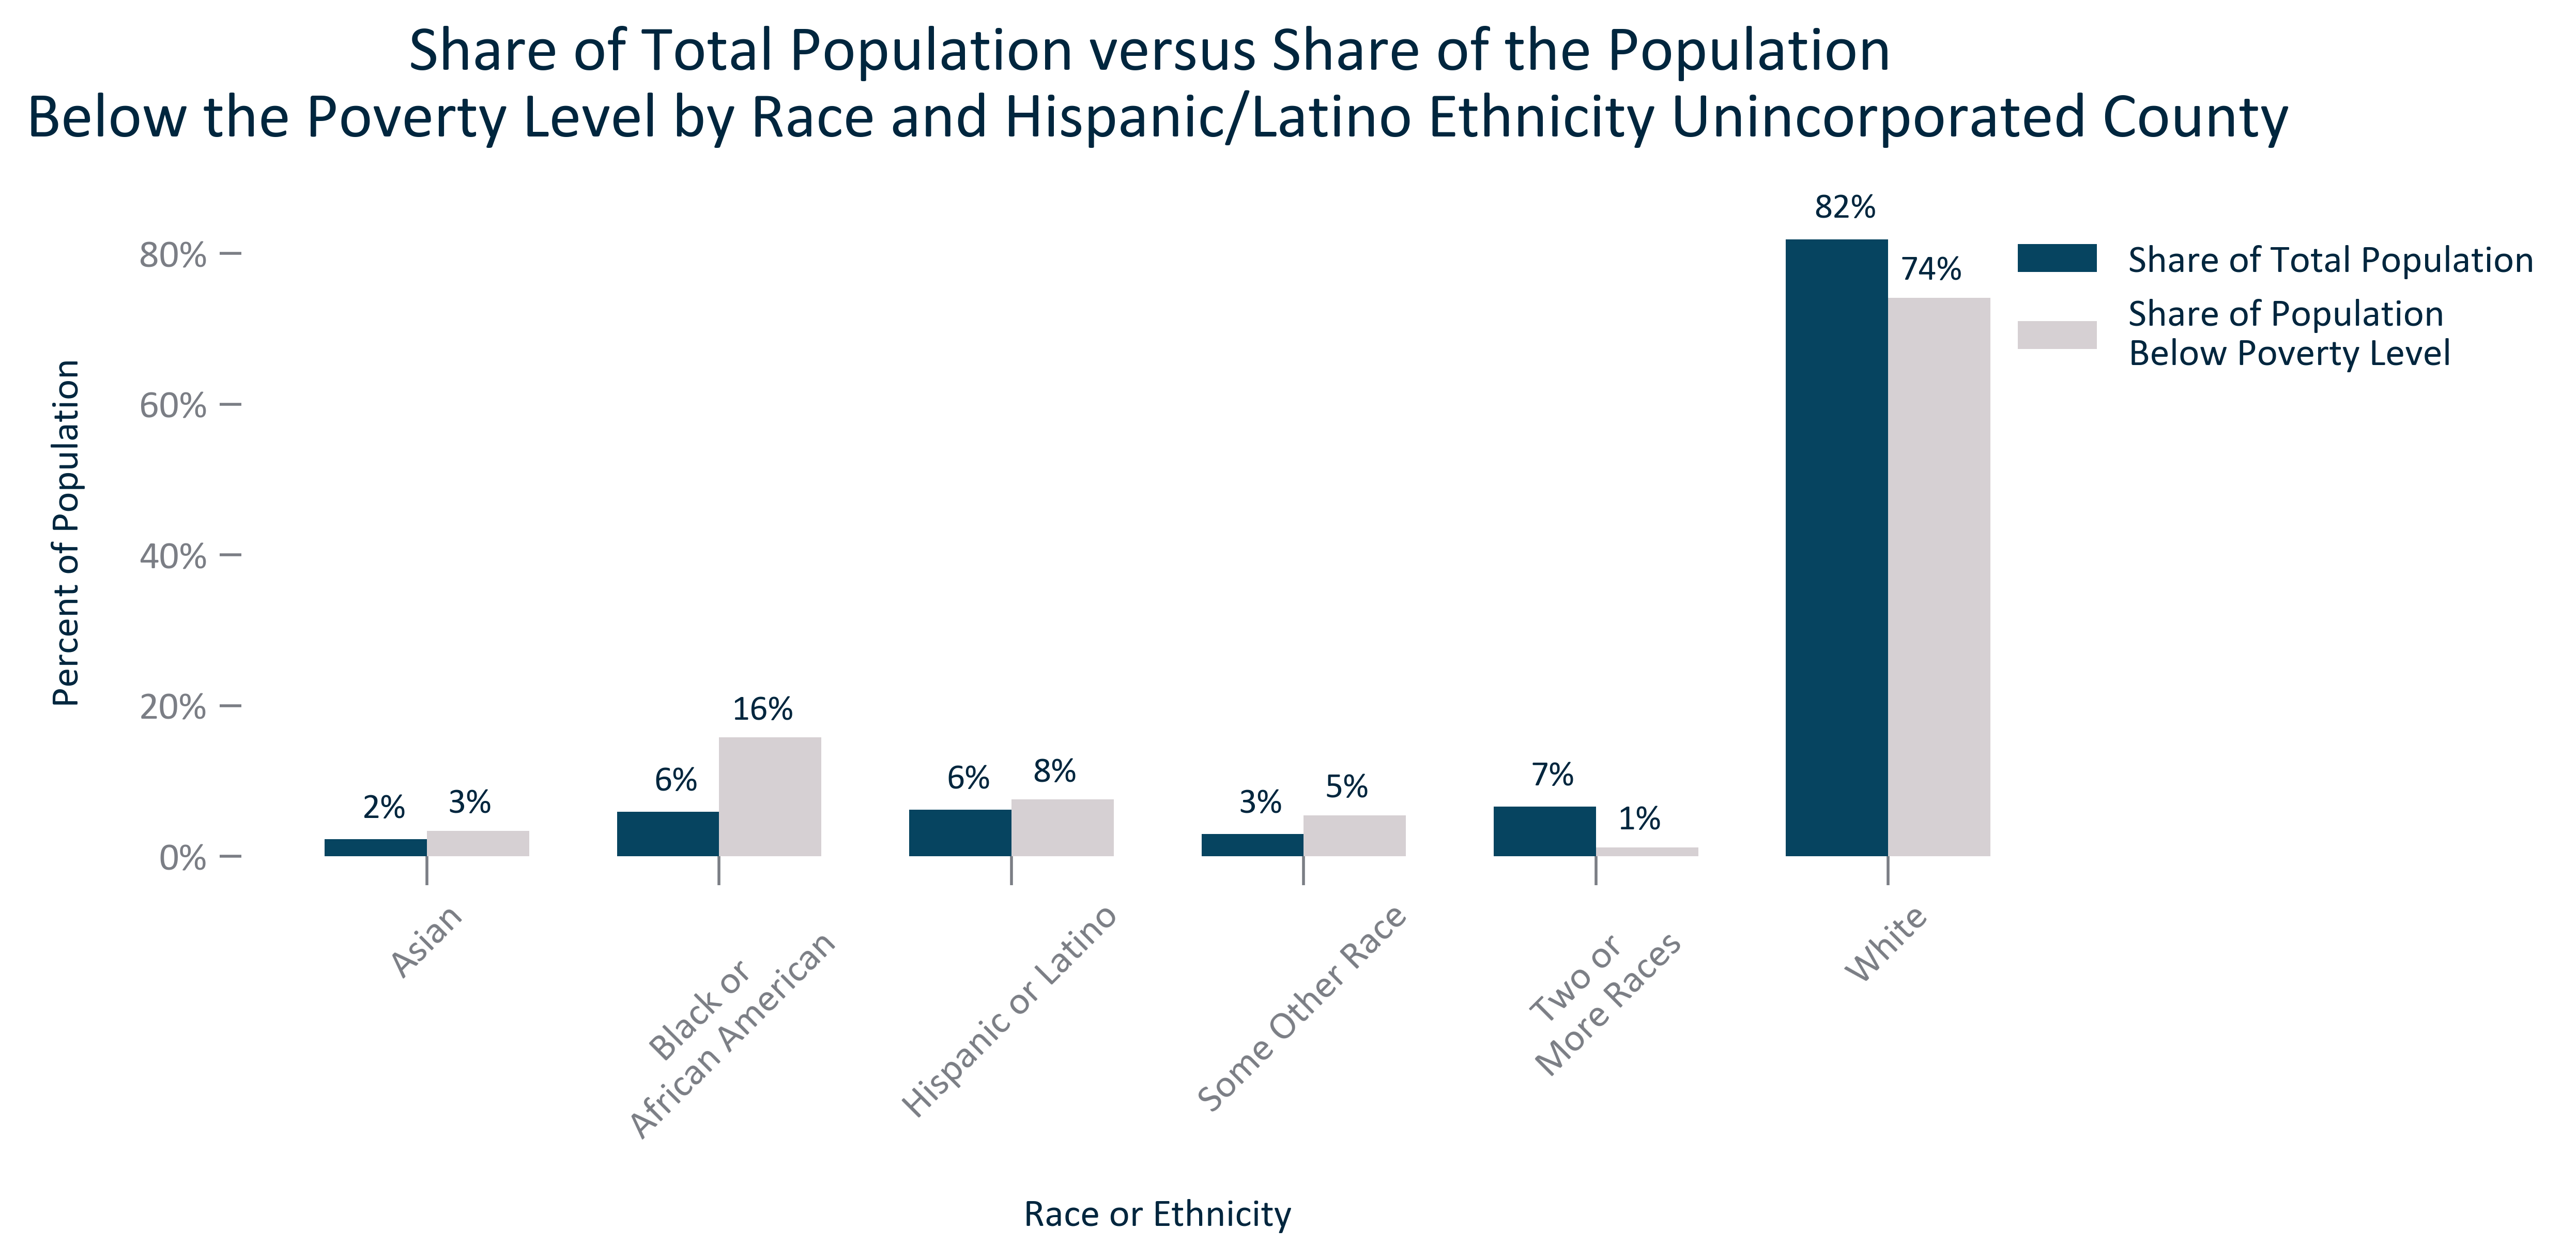 Share of Total Population versus Share of the Population
Below the Poverty Level by Race and Hispanic/Latino Ethnicity Unincorporated County
Percent of Population
80%
60%
40%
20%
0%
2%
3%
6%
16%
6%
8%
3%
5%
7%
1%
82%
74%
Share of Total Population
Share of Population
Below Poverty Level
Asian
Black or
African American
Hispanic or Latino
Some Other Race
Two or
More Races
White
Race or Ethnicity